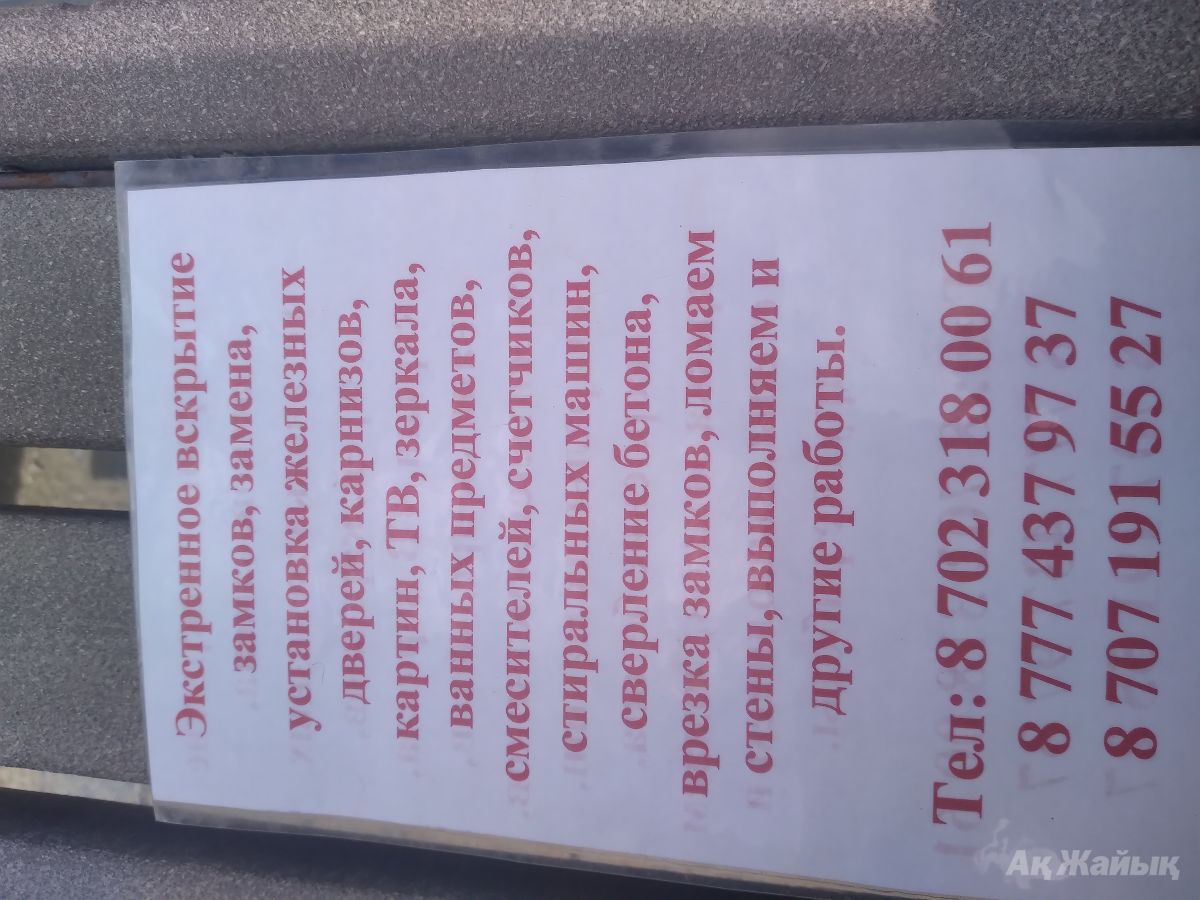 Экстренное вскрытие
замков, замена,
установка железных
дверей, карнизов,
картин, ТВ, зеркала,
ванных предметов,
смесителей, счетчиков,
стиральных машин,
сверление бетона,
врезка замков, ломаем
стены, выполняем и
другие работы.
Тел: 8 702 318 00 61
8 777 437 97 37
8 707 191 55 27
Ақ Жайық